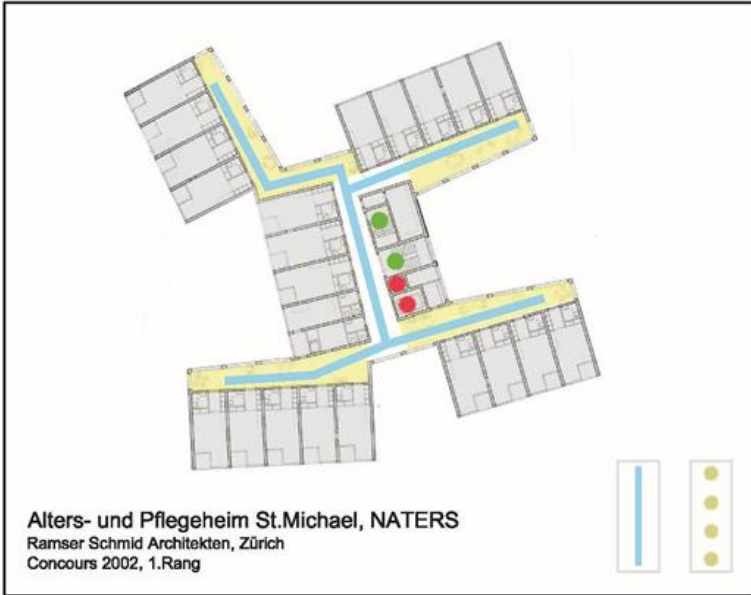 Alters- und Pflegeheim St.Michael, NATERS
Ramser Schmid Architekten, Zürich
Concours 2002, 1.Rang